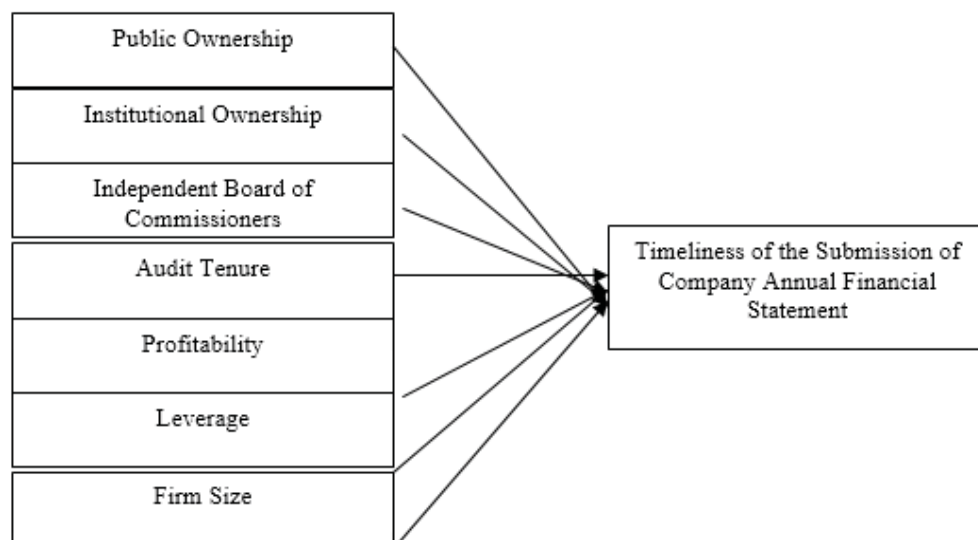 Public Ownership
Institutional Ownership
Independent Board of
Commissioners
Audit Tenure
Profitability
Leverage
Firm Size
Timeliness of the Submission of
Company Annual Financial
Statement